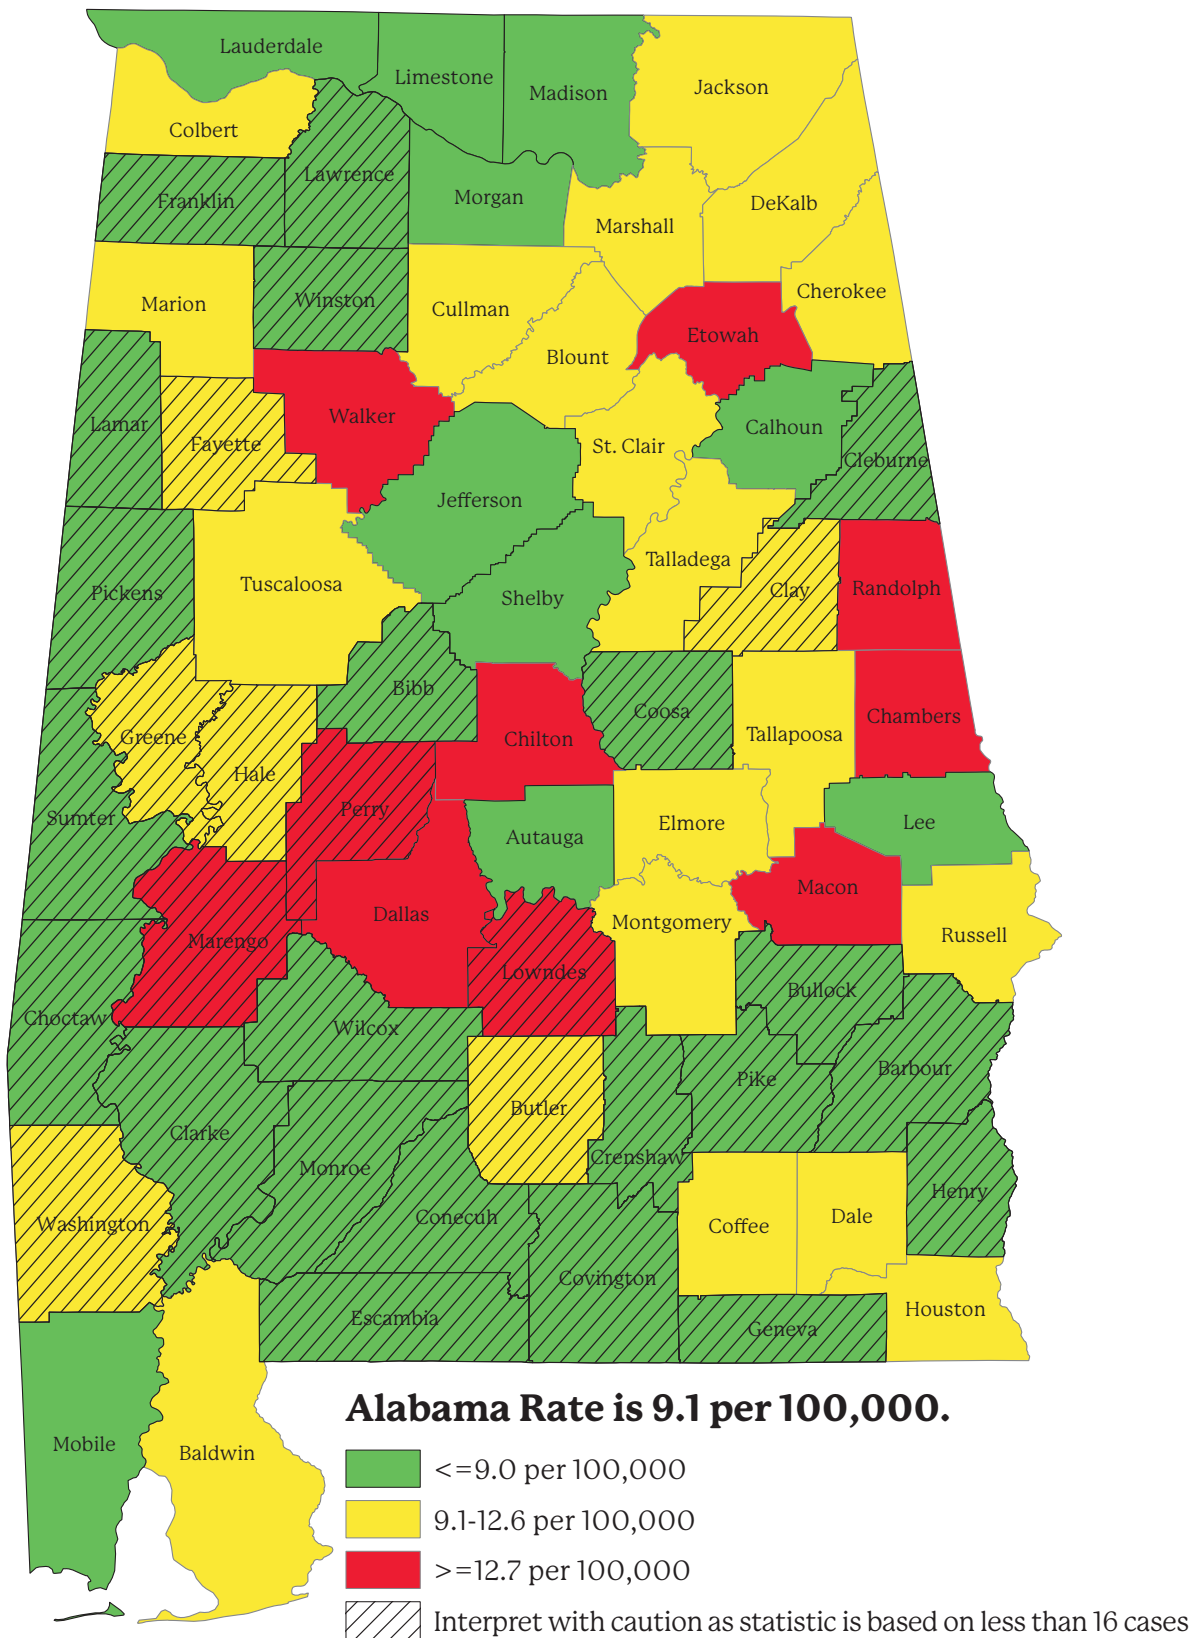 Lauderdale
Limestone
Madison
Jackson
Colbert
Lawrence
Franklin
Morgan
DeKalb
Marshall
Cherokee
Marion
Winston
Cullman
Etowah
Blount
Walker
Lamar
Calhoun
Fayette
St. Clair
Cleburne
Jefferson
Talladega
Tuscaloosa
Randolph
Clay
Pickens
Shelby
Bibb
Coosa
Chambers
Tallapoosa
Greene
Chilton
Hale
Perry
Sumter
Elmore
Lee
Autauga
Macon
Dallas
Montgomery
Russell
Marengo
Lowndes
Bullock
Choctaw
Wilcox
Barbour
Pike
Butler
Clarke
Crenshaw
Monroe
Henry
Conecuh
Dale
Washington
Coffee
Covington
Houston
Escambia
Geneva
Mobile
Baldwin
Alabama Rate is 9.1 per 100,000.
<=9.0 per 100,000
9.1-12.6 per 100,000
>=12.7 per 100,000
Interpret with caution as statistic is based on less than 16 cases